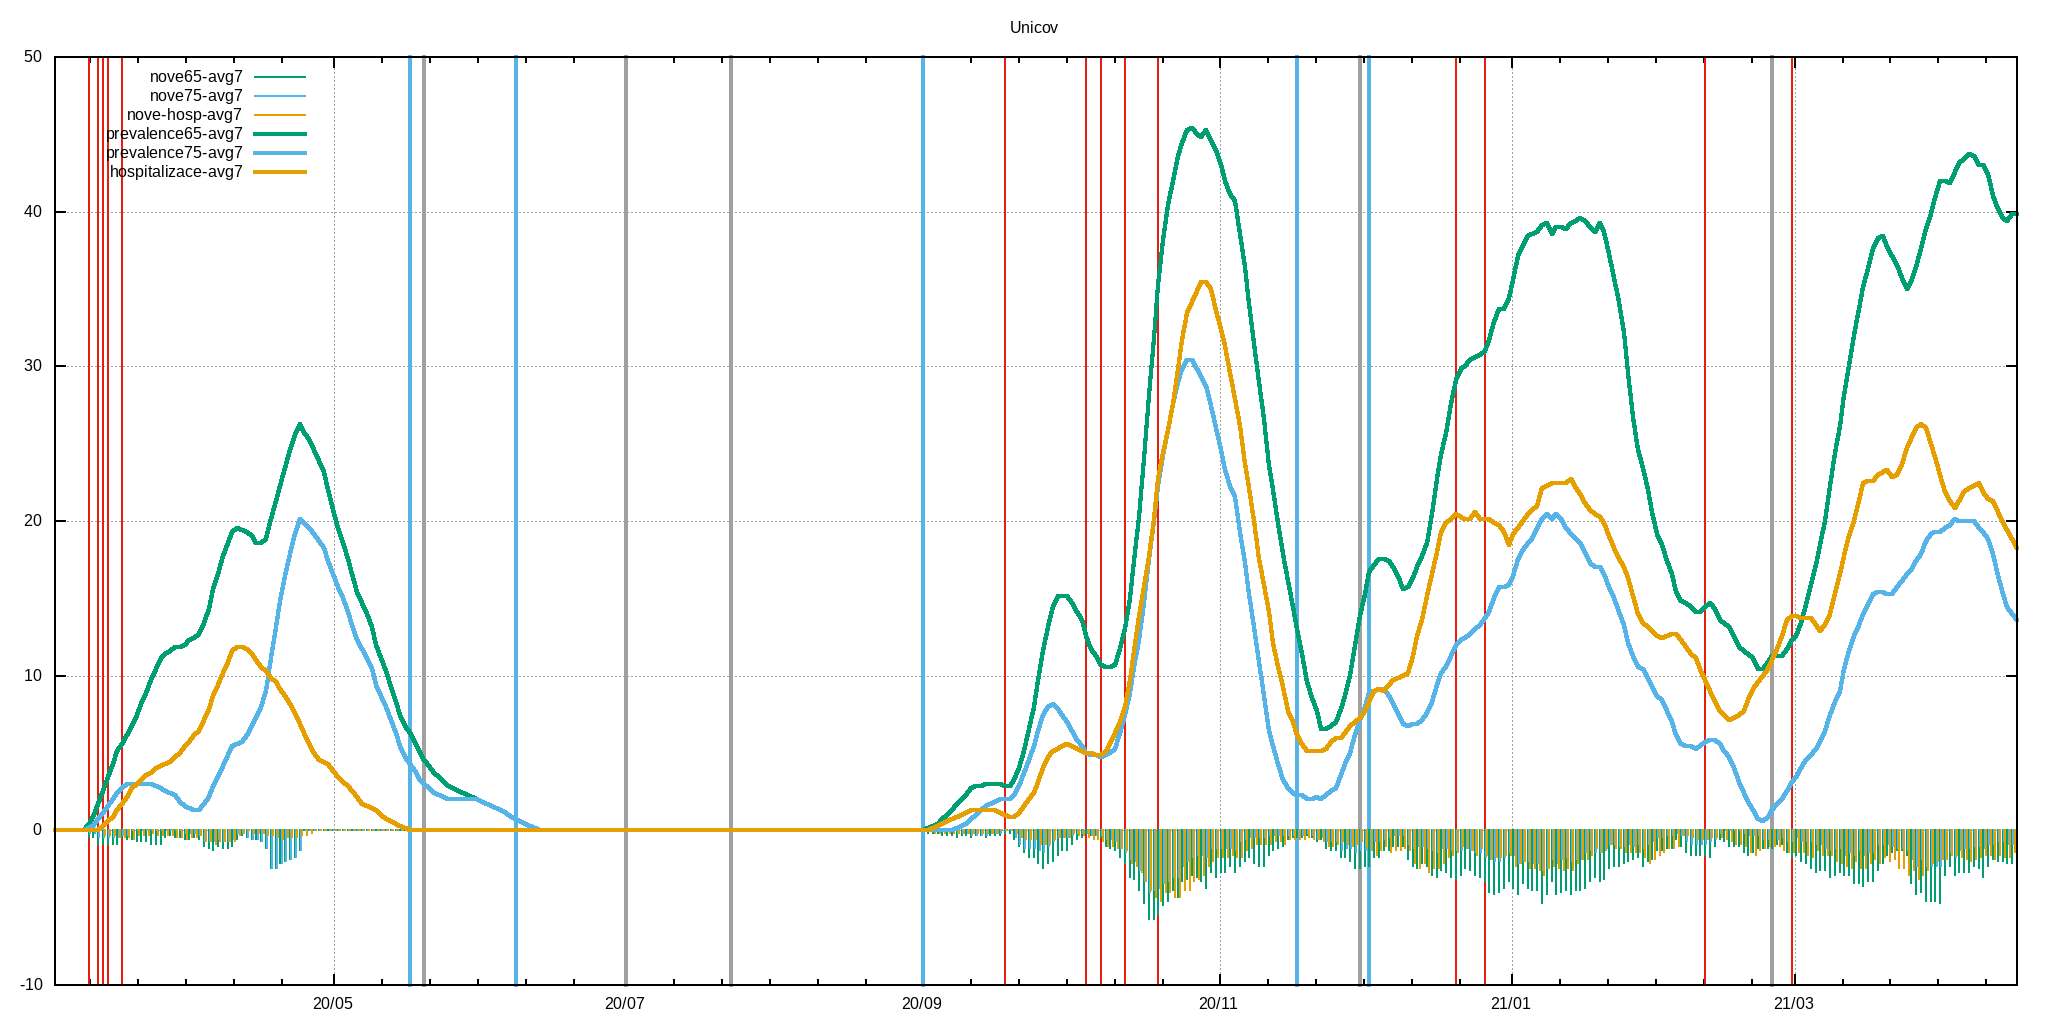 Unicov
50
nove65-avg7
nove75-avg7
nove-hosp-avg7
prevalence65-avg7
prevalence75-avg7
hospitalizace-avg7
40
30
20
10
0
-10
20/05 20/07 20/09 20/11 21/01 21/03